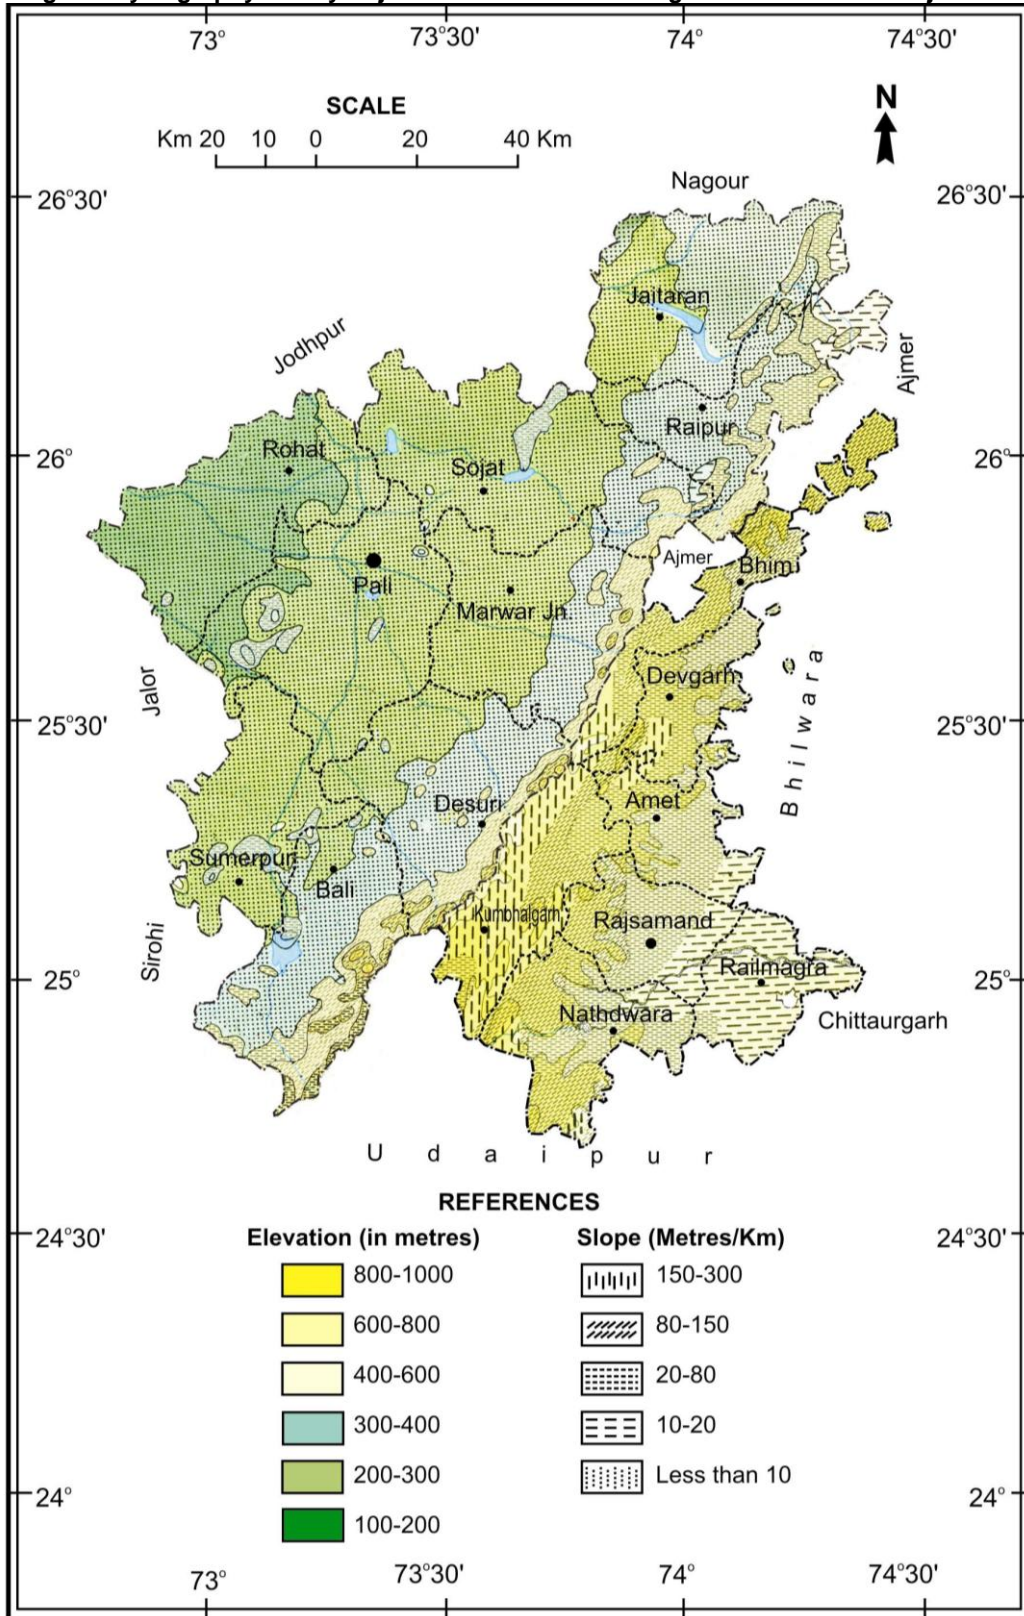 73° 73°30' 74° 74°30'
SCALE
Km 20 10 0 20 40 Km
N
Nagour
26°30' 26°30'
Jaitaran
Jodhpur
Ajmer
Raipur
Rohat
26° 26°
Sojat
Ajmer
Bhim
Pali
Marwar Jn.
Jalor
Devgarh
Bhilwara
25°30' 25°30'
Desuri
Amet
Sumerpur
Bali
Kumbhalgarh
Rajsamand
Sirohi
Railmagra
25° 25°
Nathdwara
Chittaurgarh
Udaipur
REFERENCES
24°30' 24°30'
Elevation (in metres) Slope (Metres/Km)
800-1000 150-300
600-800 80-150
400-600 20-80
300-400 10-20
200-300 Less than 10
24° 24°
100-200
73° 73°30' 74° 74°30'